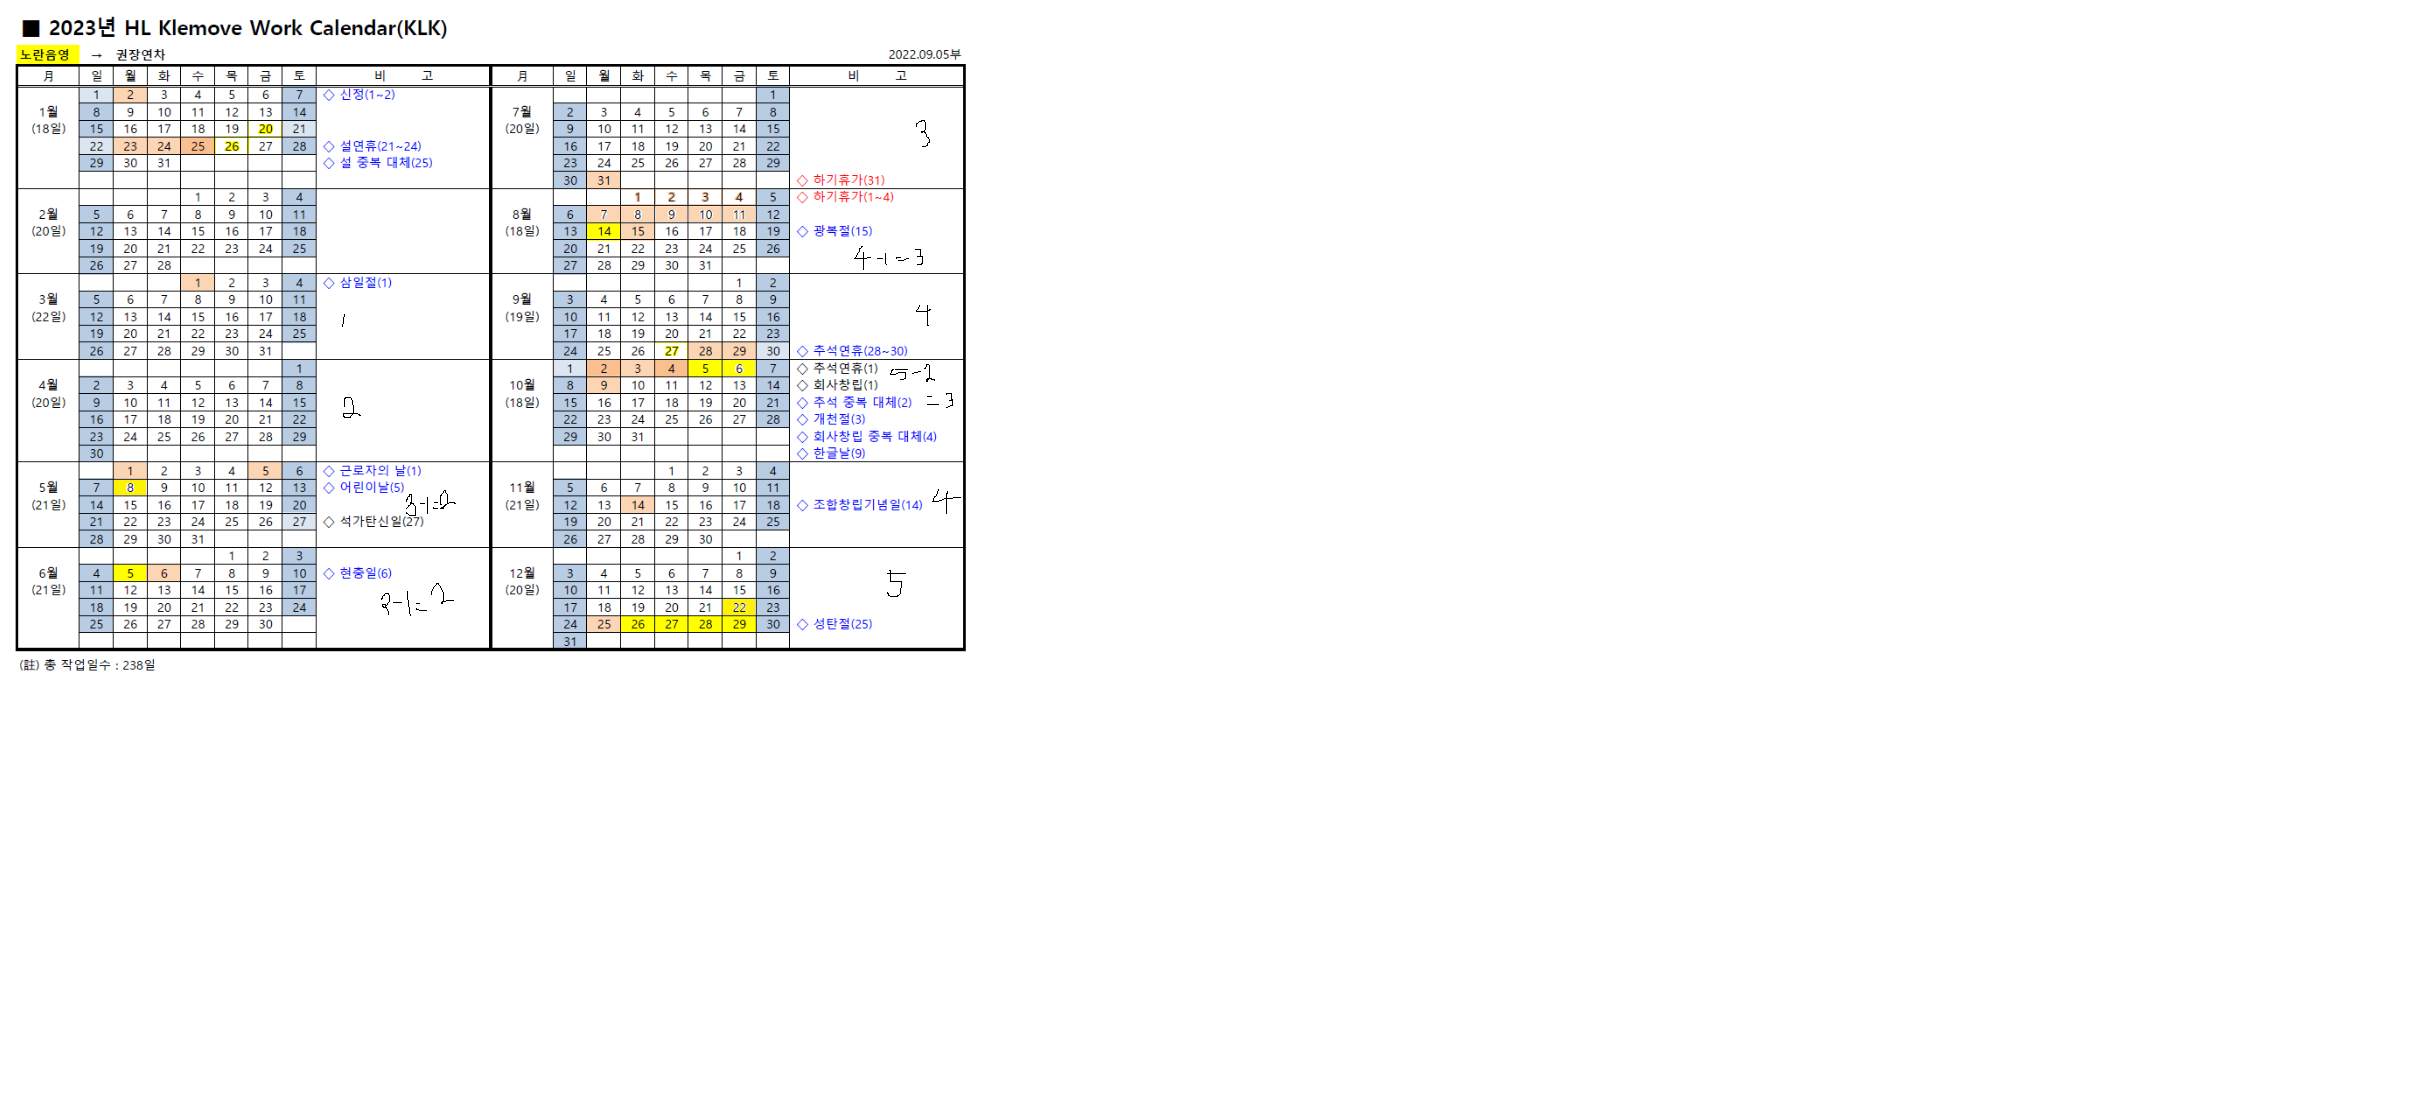 ■ 2023년 HL Klemove Work Calendar(KLK)
노란음영 → 권장연차 2022.09.05부
月 일 월 화 수 목 금 토 비 고
1 2 3 4 5 6 7 ◇ 신정(1~2)
1월 8 9 10 11 12 13 14
(18일) 15 16 17 18 19 20 21
22 23 24 25 26 27 28 ◇ 설연휴(21~24)
29 30 31 ◇ 설 중복 대체(25)
1 2 3 4
2월 5 6 7 8 9 10 11
(20일) 12 13 14 15 16 17 18
19 20 21 22 23 24 25
26 27 28
1 2 3 4 ◇ 삼일절(1)
3월 5 6 7 8 9 10 11
(22일) 12 13 14 15 16 17 18 1
19 20 21 22 23 24 25
26 27 28 29 30 31
1
4월 2 3 4 5 6 7 8
(20일) 9 10 11 12 13 14 15 2
16 17 18 19 20 21 22
23 24 25 26 27 28 29
30
1 2 3 4 5 6 ◇ 근로자의 날(1)
5월 7 8 9 10 11 12 13 ◇ 어린이날(5)
(21일) 14 15 16 17 18 19 20 3-1=2
21 22 23 24 25 26 27 ◇ 석가탄신일(27)
28 29 30 31
1 2 3
6월 4 5 6 7 8 9 10 ◇ 현충일(6)
(21일) 11 12 13 14 15 16 17 3-1=2
18 19 20 21 22 23 24
25 26 27 28 29 30
月 일 월 화 수 목 금 토 비 고
1
7월 2 3 4 5 6 7 8
(20일) 9 10 11 12 13 14 15 3
16 17 18 19 20 21 22
23 24 25 26 27 28 29
30 31 ◇ 하기휴가(31)
1 2 3 4 5 ◇ 하기휴가(1~4)
8월 6 7 8 9 10 11 12
(18일) 13 14 15 16 17 18 19 ◇ 광복절(15)
20 21 22 23 24 25 26 4-1=3
27 28 29 30 31
1 2
9월 3 4 5 6 7 8 9
(19일) 10 11 12 13 14 15 16 4
17 18 19 20 21 22 23
24 25 26 27 28 29 30 ◇ 추석연휴(28~30)
1 2 3 4 5 6 7 ◇ 추석연휴(1) 5-2
10월 8 9 10 11 12 13 14 ◇ 회사창립(1)
(18일) 15 16 17 18 19 20 21 ◇ 추석 중복 대체(2) =3
22 23 24 25 26 27 28 ◇ 개천절(3)
29 30 31 ◇ 회사창립 중복 대체(4)
◇ 한글날(9)
1 2 3 4
11월 5 6 7 8 9 10 11
(21일) 12 13 14 15 16 17 18 ◇ 조합창립기념일(14) 4
19 20 21 22 23 24 25
26 27 28 29 30
1 2
12월 3 4 5 6 7 8 9
(20일) 10 11 12 13 14 15 16 5
17 18 19 20 21 22 23
24 25 26 27 28 29 30 ◇ 성탄절(25)
31
(註) 총 작업일수 : 238일